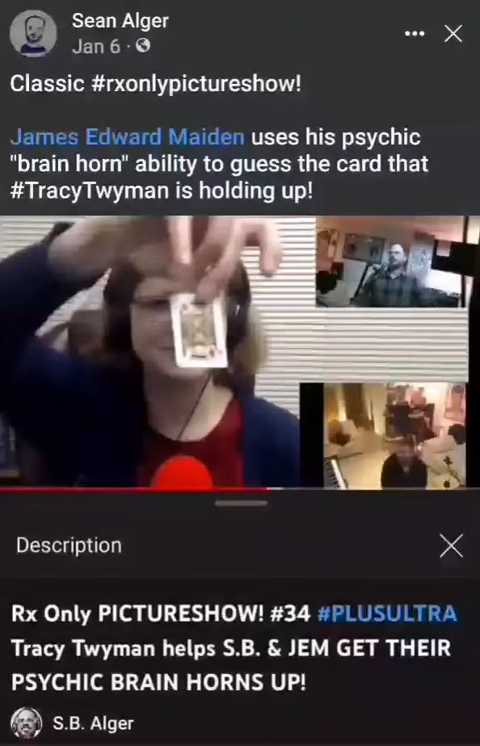 Sean Alger
Jan 6 ·
Classic #rxonlypictureshow!
James Edward Maiden uses his psychic
"brain horn" ability to guess the card that
#TracyTwyman is holding up!
Description
Rx Only PICTURESHOW! #34 #PLUSULTRA
Tracy Twyman helps S.B. & JEM GET THEIR
PSYCHIC BRAIN HORNS UP!
S.B. Alger